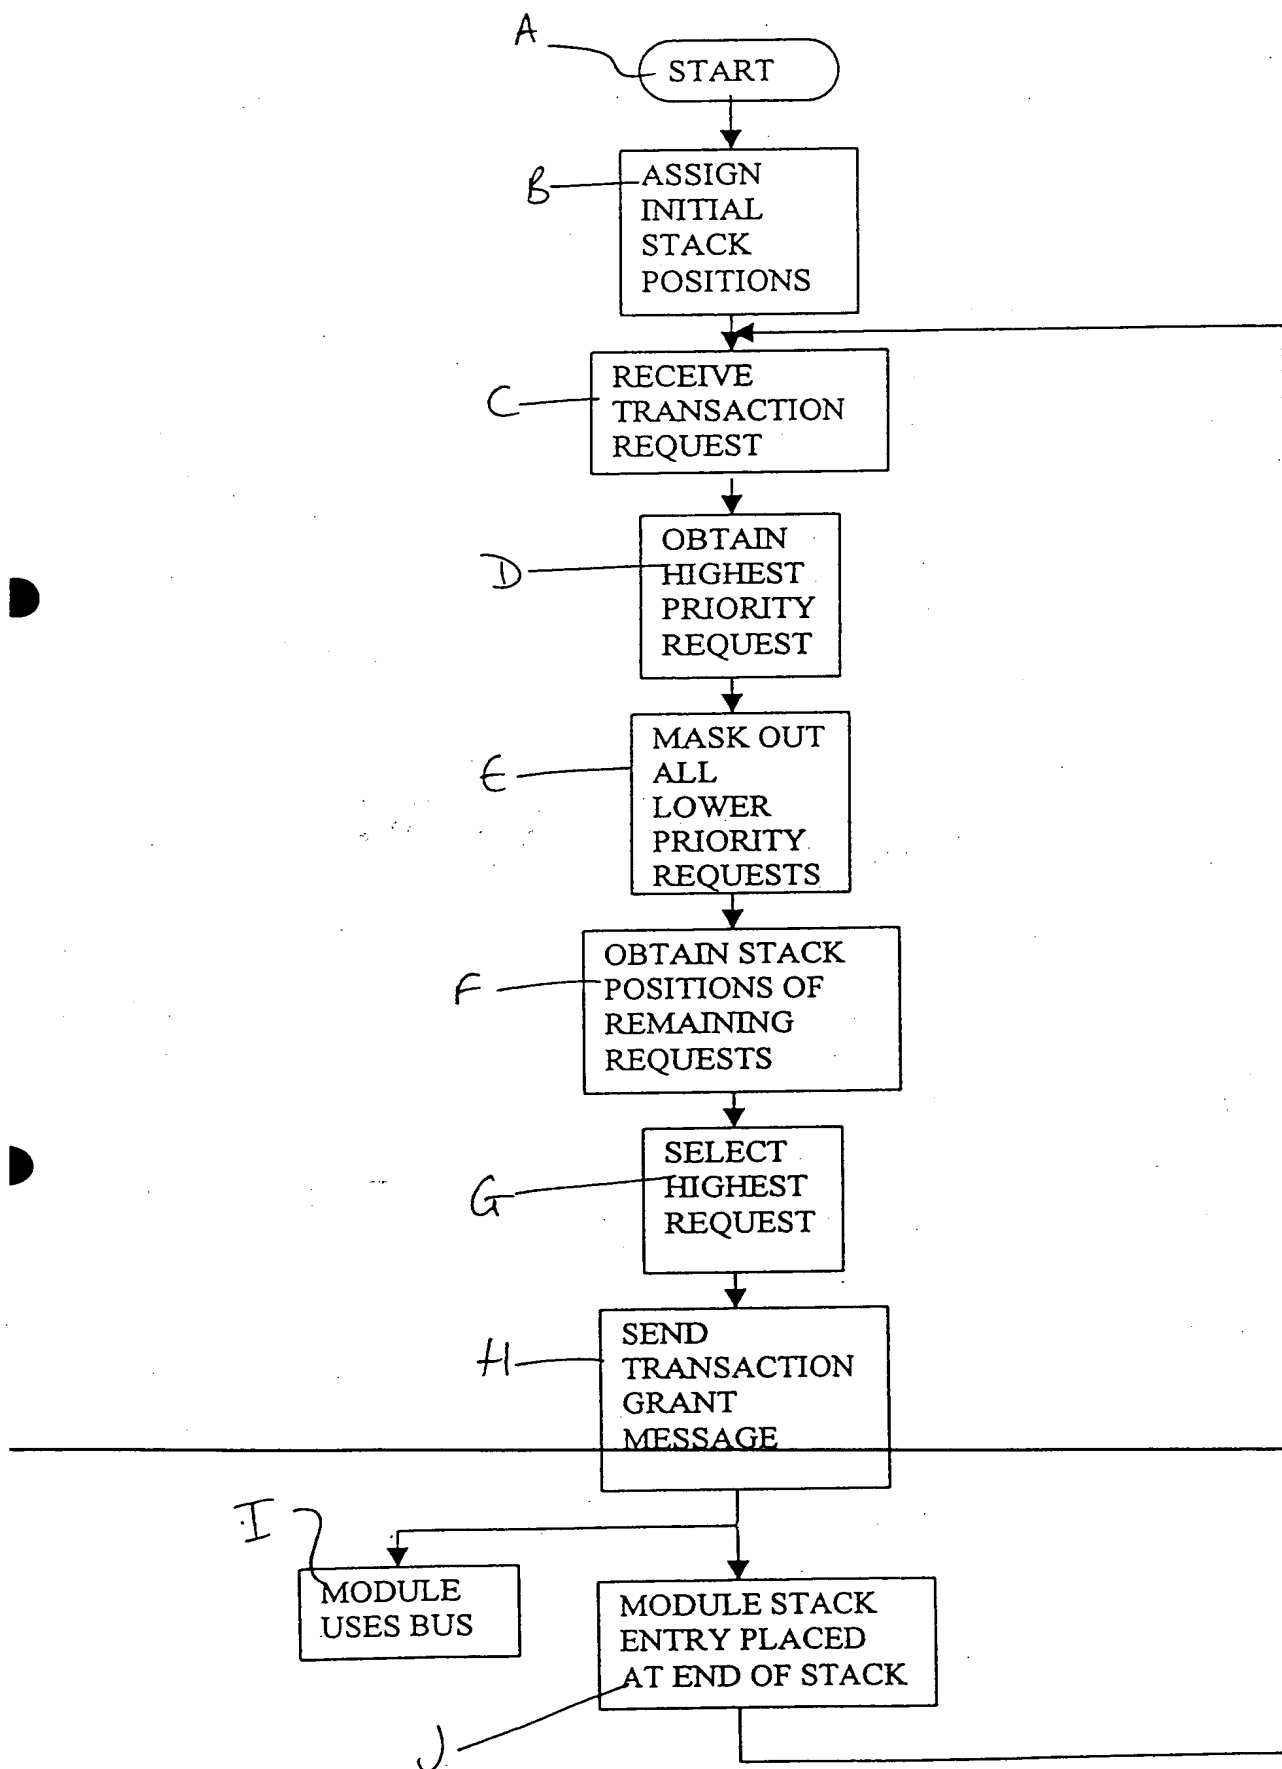 A
START
B
ASSIGN
INITIAL
STACK
POSITIONS
C
RECEIVE
TRANSACTION
REQUEST
D
OBTAIN
HIGHEST
PRIORITY
REQUEST
E
MASK OUT
ALL
LOWER
PRIORITY
REQUESTS
F
OBTAIN STACK
POSITIONS OF
REMAINING
REQUESTS
G
SELECT
HIGHEST
REQUEST
H
SEND
TRANSACTION
GRANT
MESSAGE
I
MODULE
USES BUS
J
MODULE STACK
ENTRY PLACED
AT END OF STACK